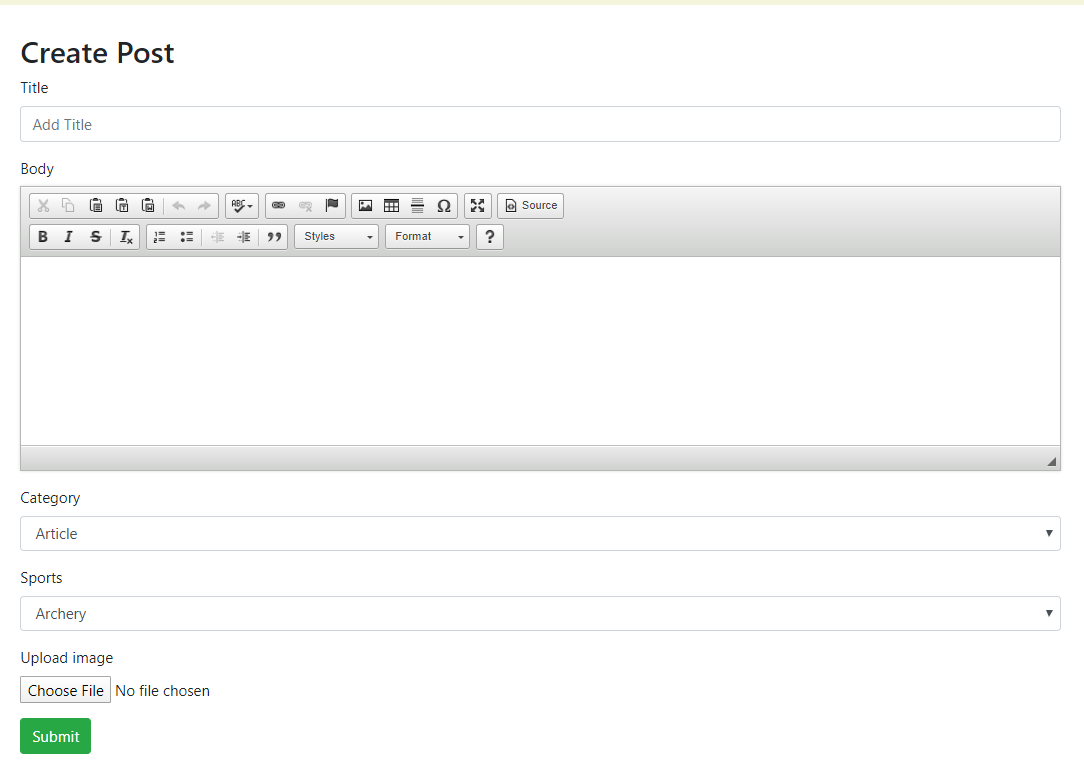 Create Post
Title
Add Title
Body
ABC Ω Source
B I S Tx Styles Format ?
Category
Article
Sports
Archery
Upload image
Choose File No file chosen
Submit